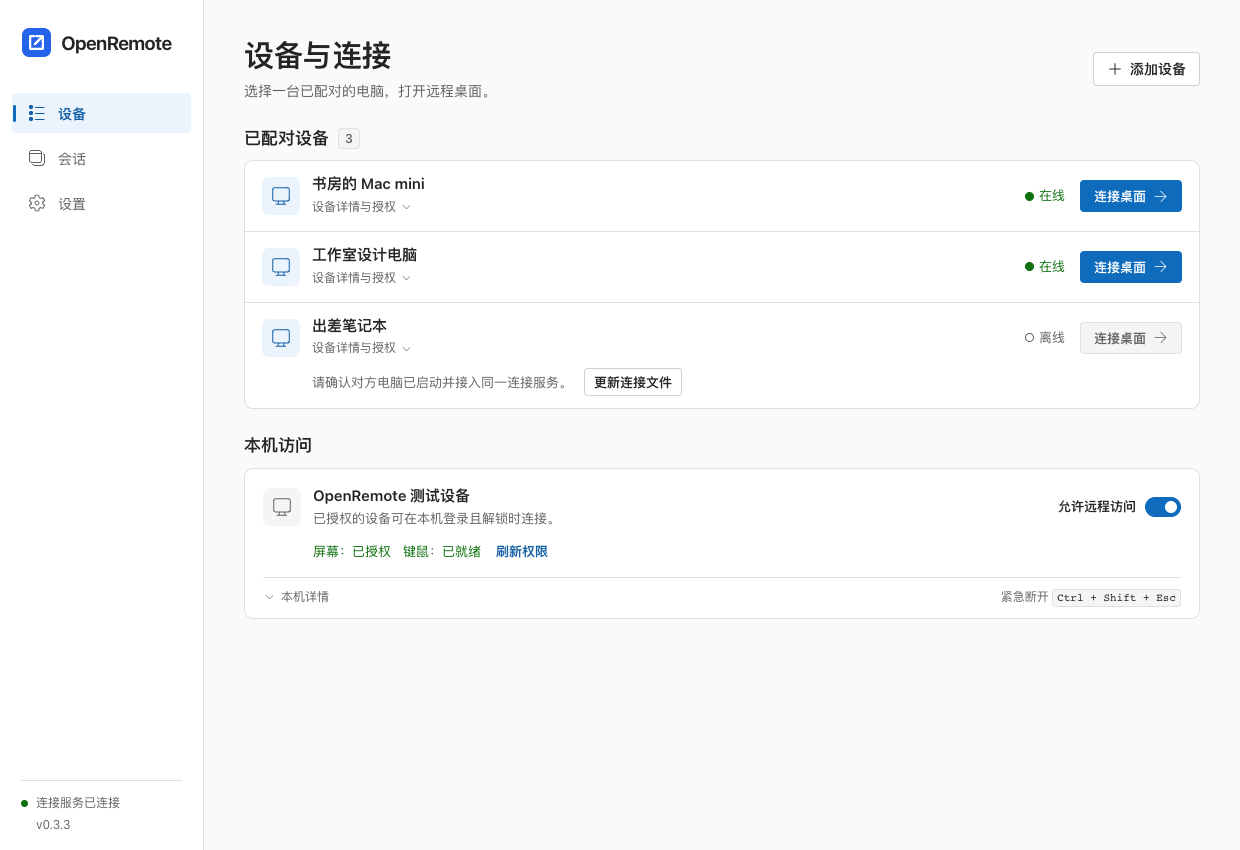 OpenRemote
设备
会话
设置
连接服务已连接
v0.3.3
设备与连接
选择一台已配对的电脑，打开远程桌面。
添加设备
已配对设备 3
书房的 Mac mini
设备详情与授权
在线
连接桌面
工作室设计电脑
设备详情与授权
在线
连接桌面
出差笔记本
设备详情与授权
离线
连接桌面
请确认对方电脑已启动并接入同一连接服务。
更新连接文件
本机访问
OpenRemote 测试设备
已授权的设备可在本机登录且解锁时连接。
允许远程访问
屏幕：已授权 键鼠：已就绪 刷新权限
本机详情
紧急断开 Ctrl + Shift + Esc